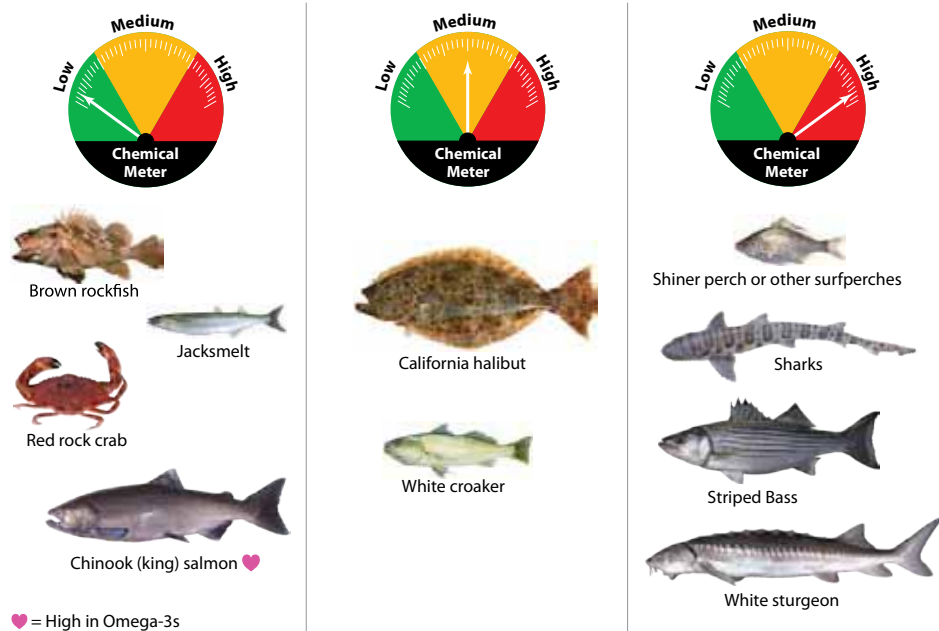 Low
Medium
High
Chemical
Meter
Brown rockfish
Jacksmelt
Red rock crab
Chinook (king) salmon
= High in Omega-3s
Low
Medium
High
Chemical
Meter
California halibut
White croaker
Low
Medium
High
Chemical
Meter
Shiner perch or other surfperches
Sharks
Striped Bass
White sturgeon